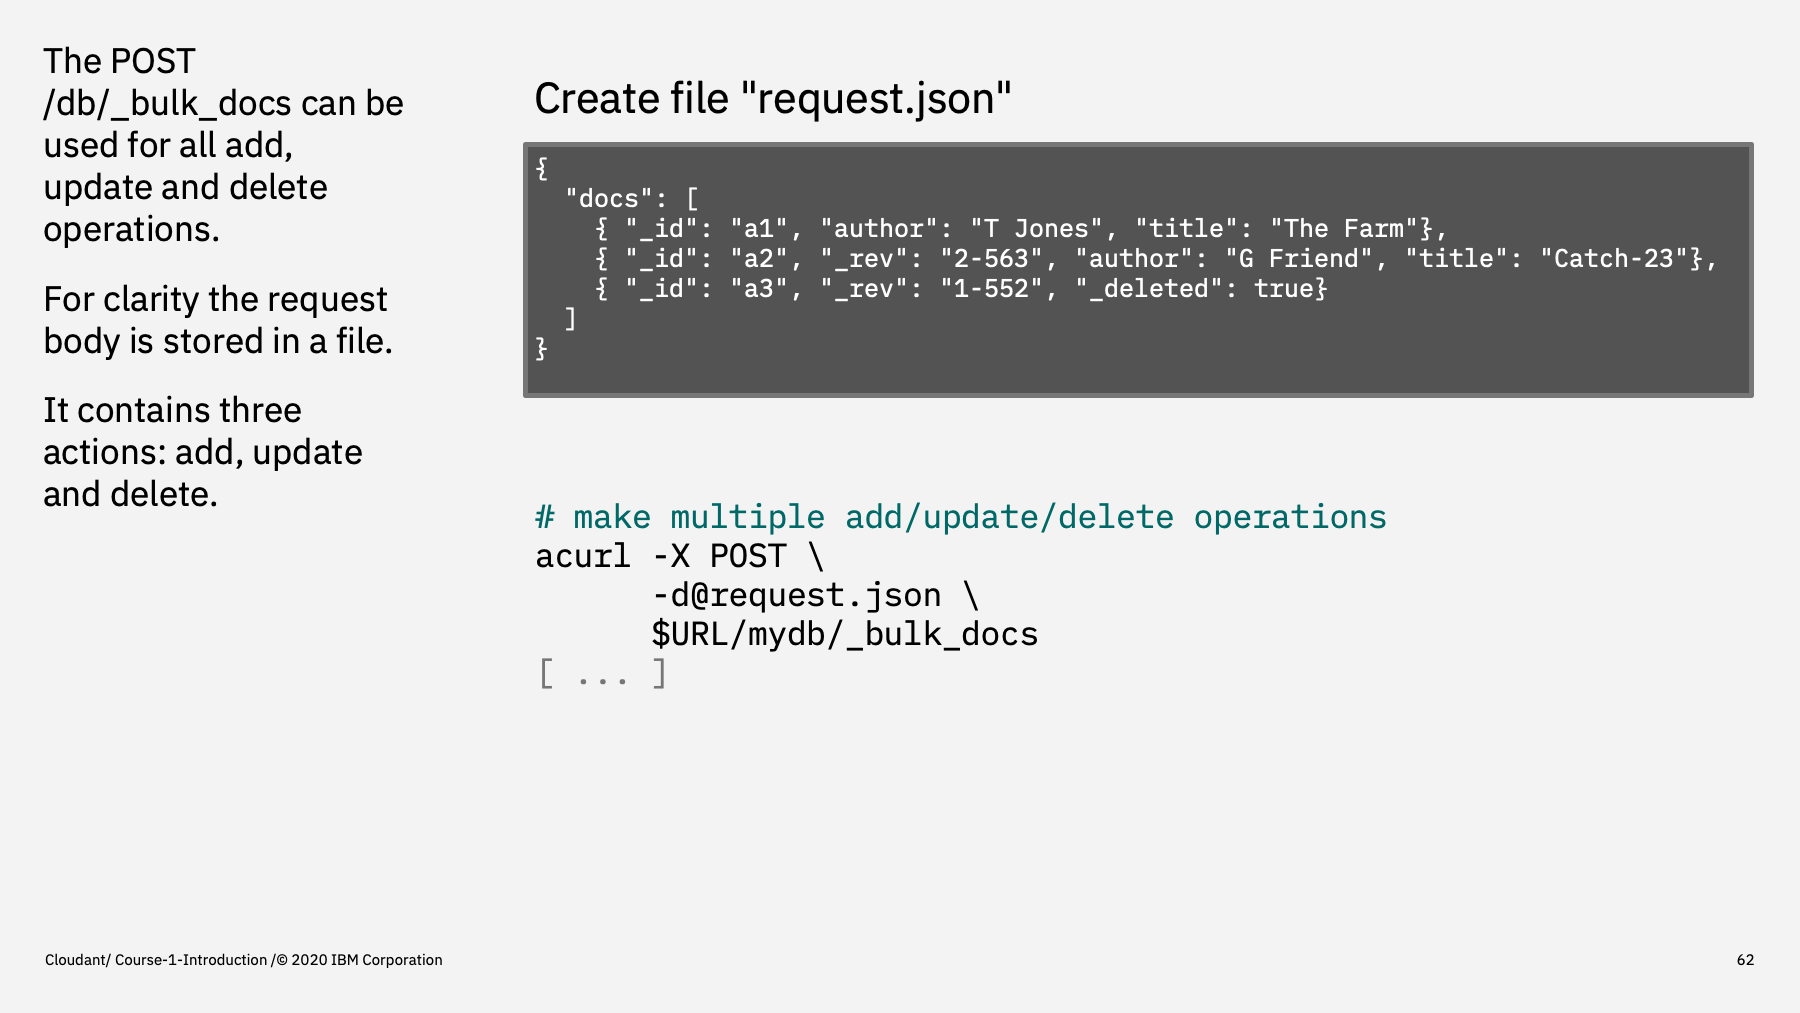 The POST
/db/_bulk_docs can be
used for all add,
update and delete
operations.
For clarity the request
body is stored in a file.
It contains three
actions: add, update
and delete.
Create file "request.json"
{
  "docs": [
    { "_id": "a1", "author": "T Jones", "title": "The Farm"},
    { "_id": "a2", "_rev": "2-563", "author": "G Friend", "title": "Catch-23"},
    { "_id": "a3", "_rev": "1-552", "_deleted": true}
  ]
}
# make multiple add/update/delete operations
acurl -X POST \
      -d@request.json \
      $URL/mydb/_bulk_docs
[ ... ]
Cloudant/ Course-1-Introduction /© 2020 IBM Corporation
62